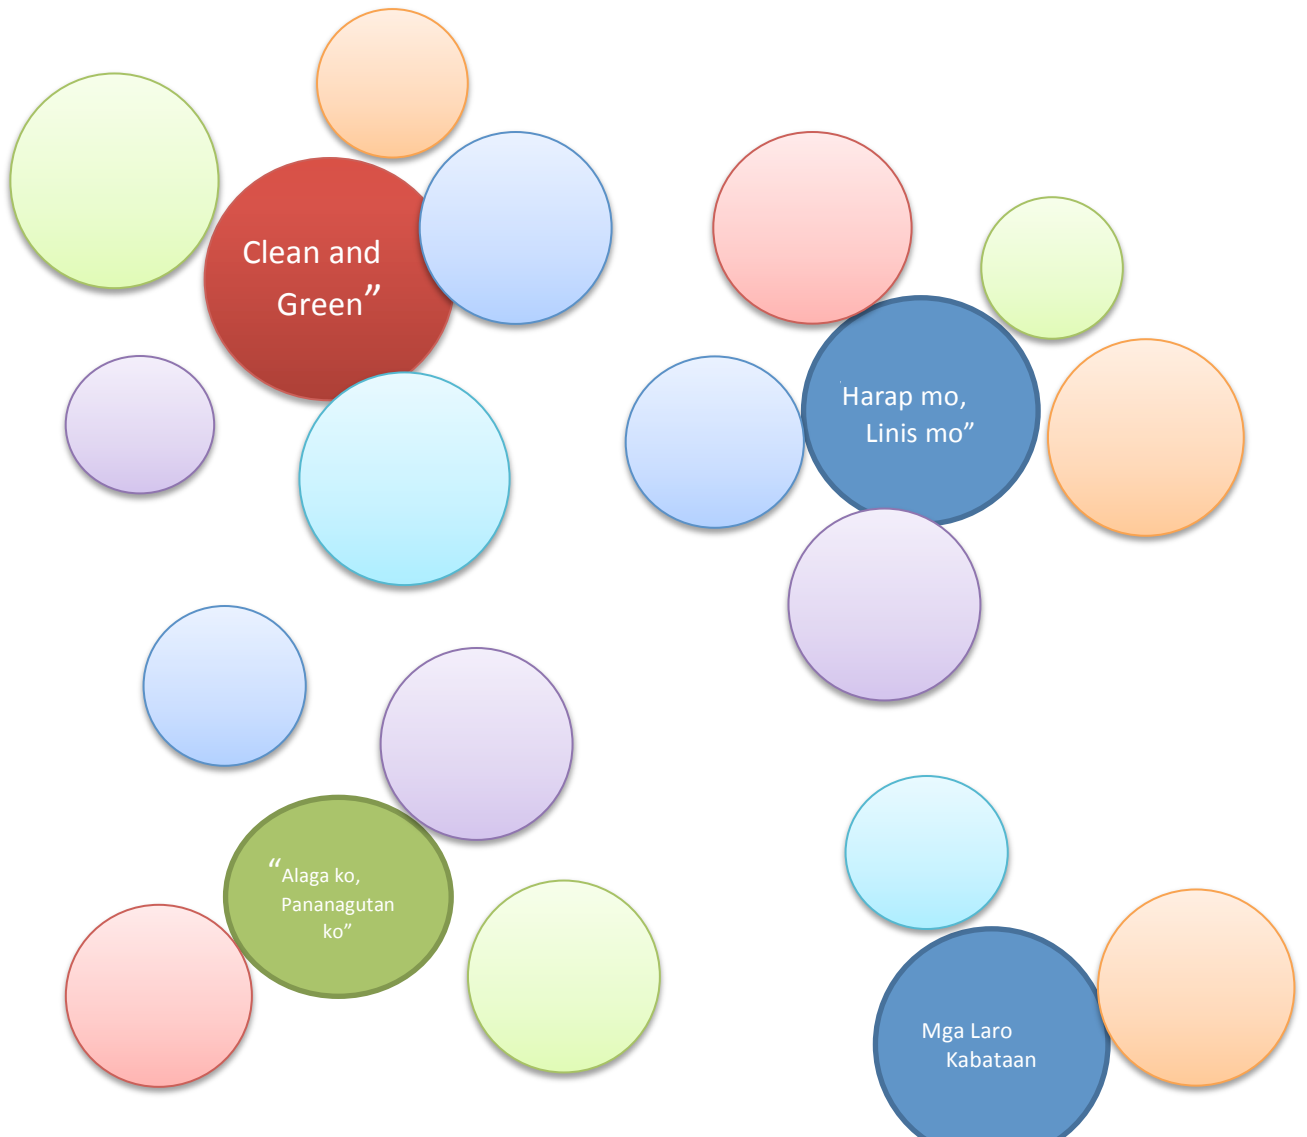 Clean and
Green”
‘Harap mo,
Linis mo”
“Alaga ko,
Pananagutan
ko”
Mga Laro
Kabataan